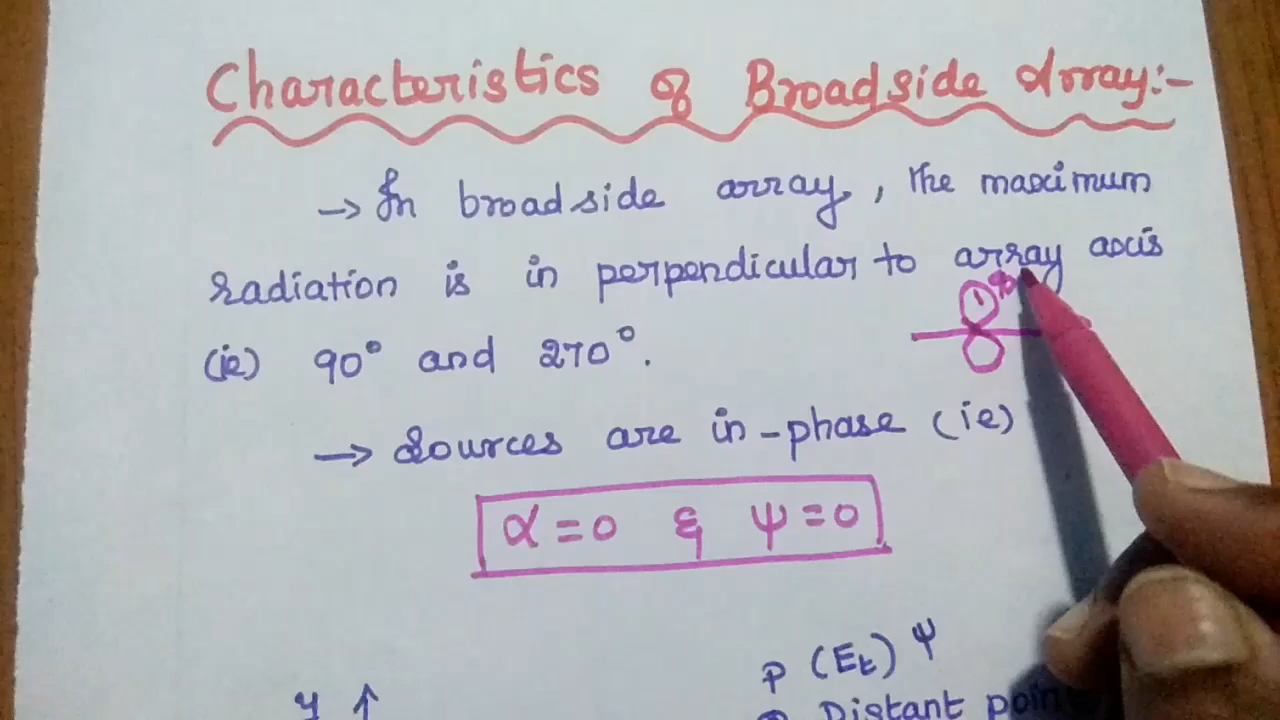 Characteristics of Broadside Array:-
→ In broadside array, the maximum
radiation is in perpendicular to array axis
(ie) 90° and 270°.
→ Sources are in-phase (ie)
α = 0 & ψ = 0
P (Et) ψ
y ↑ Distant point